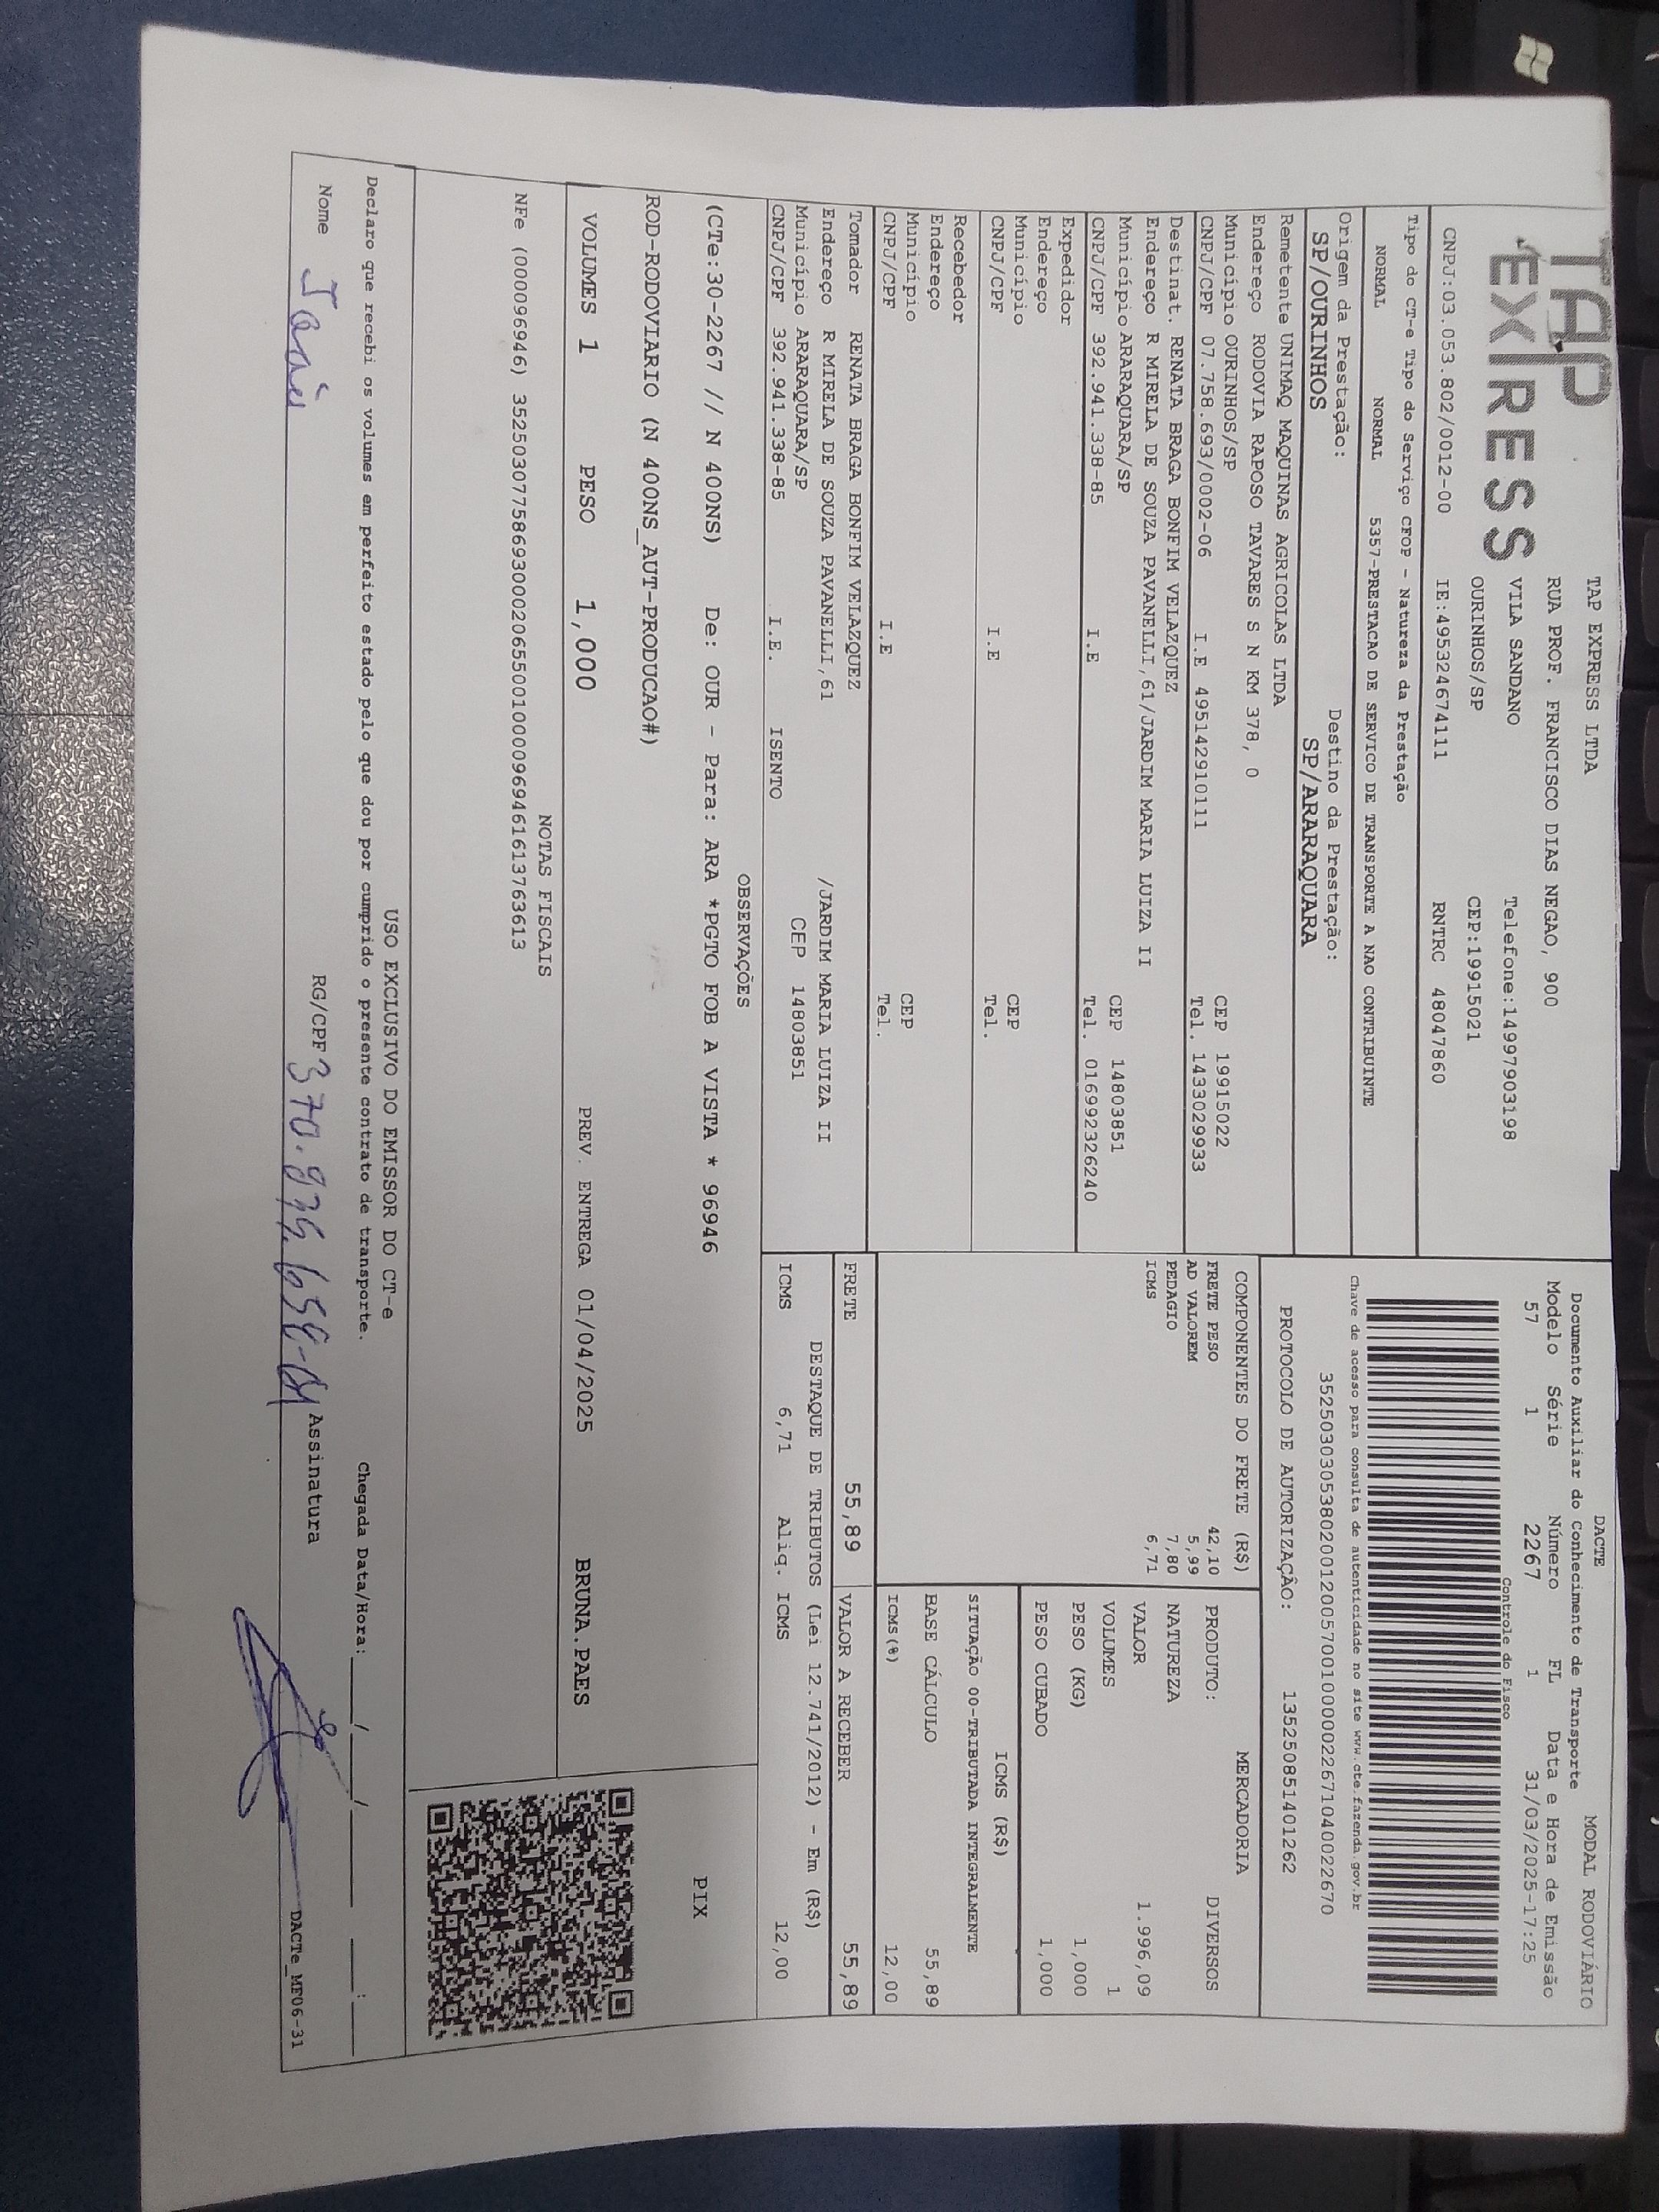 TAP
EXPRESS
TAP EXPRESS LTDA
RUA PROF. FRANCISCO DIAS NEGAO, 900
VILA SANDANO Telefone:14997903198
OURINHOS/SP CEP:19915021
CNPJ:03.053.802/0012-00 IE:495324674111 RNTRC 48047860
DACTE MODAL RODOVIÁRIO
Documento Auxiliar do Conhecimento de Transporte
Modelo Série Número FL Data e Hora de Emissão
57 1 2267 1 31/03/2025-17:25
Controle do Fisco
Chave de acesso para consulta de autenticidade no site www.cte.fazenda.gov.br
35250303053802001200570010000022671040022670
PROTOCOLO DE AUTORIZAÇÃO: 135250851401262
Tipo do CT-e Tipo do Serviço CFOP - Natureza da Prestação
NORMAL NORMAL 5357-PRESTACAO DE SERVICO DE TRANSPORTE A NAO CONTRIBUINTE
Origem da Prestação: Destino da Prestação:
SP/OURINHOS SP/ARARAQUARA
Remetente UNIMAQ MAQUINAS AGRICOLAS LTDA
Endereço RODOVIA RAPOSO TAVARES S N KM 378, 0
Município OURINHOS/SP CEP 19915022
CNPJ/CPF 07.758.693/0002-06 I.E 495142910111 Tel. 1433029933
Destinat. RENATA BRAGA BONFIM VELAZQUEZ
Endereço R MIRELA DE SOUZA PAVANELLI,61/JARDIM MARIA LUIZA II
Município ARARAQUARA/SP CEP 14803851
CNPJ/CPF 392.941.338-85 I.E Tel. 016992326240
Expedidor
Endereço
Município CEP
CNPJ/CPF I.E Tel.
Recebedor
Endereço
Município CEP
CNPJ/CPF I.E Tel.
Tomador RENATA BRAGA BONFIM VELAZQUEZ
Endereço R MIRELA DE SOUZA PAVANELLI,61 /JARDIM MARIA LUIZA II
Município ARARAQUARA/SP CEP 14803851
CNPJ/CPF 392.941.338-85 I.E. ISENTO
COMPONENTES DO FRETE (R$)
FRETE PESO 42,10
AD VALOREM 5,99
PEDAGIO 7,80
ICMS 6,71
MERCADORIA
PRODUTO: DIVERSOS
NATUREZA
VALOR 1.996,09
VOLUMES 1
PESO (KG) 1,000
PESO CUBADO 1,000
ICMS (R$)
SITUAÇÃO 00-TRIBUTADA INTEGRALMENTE
BASE CÁLCULO 55,89
ICMS(%) 12,00
FRETE 55,89 VALOR A RECEBER 55,89
DESTAQUE DE TRIBUTOS (Lei 12.741/2012) - Em (R$)
ICMS 6,71 Aliq. ICMS 12,00
OBSERVAÇÕES
(CTe:30-2267 // N 400NS) De: OUR - Para: ARA *PGTO FOB A VISTA * 96946
ROD-RODOVIARIO (N 400NS_AUT-PRODUCAO#)
PIX
VOLUMES 1 PESO 1,000 PREV. ENTREGA 01/04/2025 BRUNA.PAES
NOTAS FISCAIS
NFe (000096946) 35250307758693000206550010000969461613763613
USO EXCLUSIVO DO EMISSOR DO CT-e
Declaro que recebi os volumes em perfeito estado pelo que dou por cumprido o presente contrato de transporte. Chegada Data/Hora:___/___/___ __:__
Nome RG/CPF Assinatura
DACTe_MF06-31